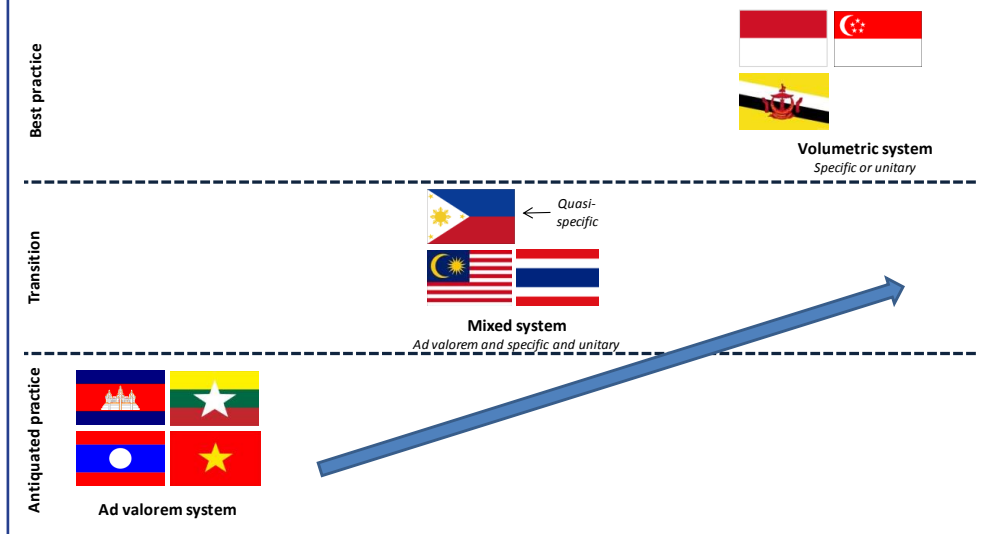 Best practice
Volumetric system
Specific or unitary
Transition
Quasi-
specific
Mixed system
Ad valorem and specific and unitary
Antiquated practice
Ad valorem system